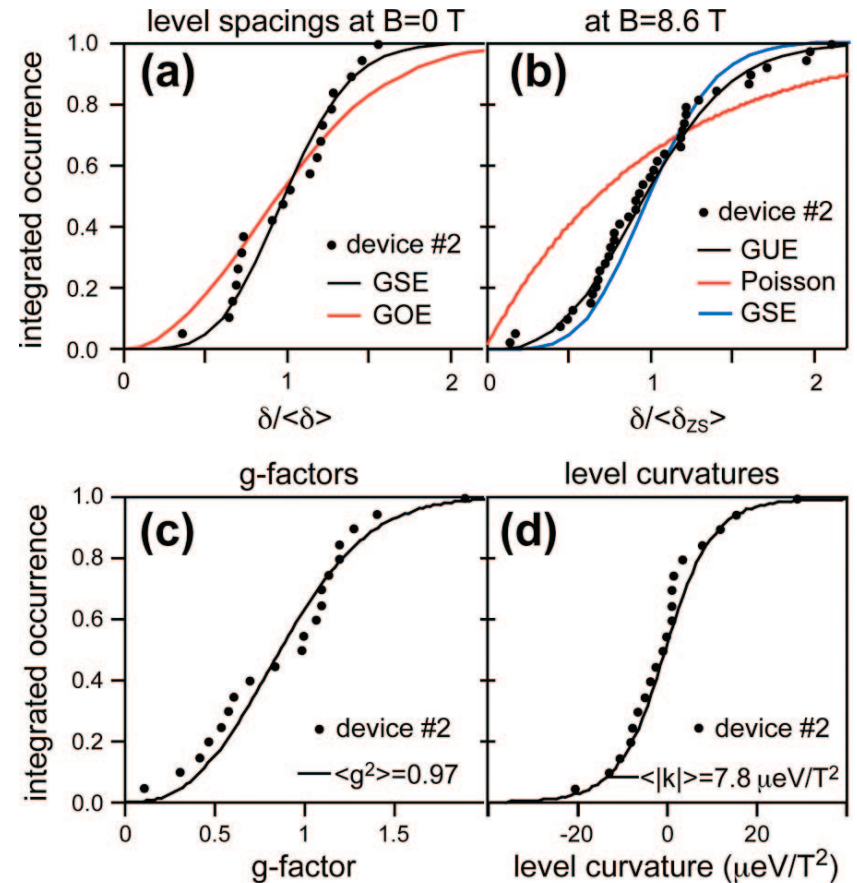 level spacings at B=0 T
at B=8.6 T
integrated occurrence
1.0
0.8
0.6
0.4
0.2
0.0
(a)
device #2
GSE
GOE
0
1
2
δ/<δ>
(b)
device #2
GUE
Poisson
GSE
0
1
2
δ/<δZS>
g-factors
level curvatures
integrated occurrence
1.0
0.8
0.6
0.4
0.2
0.0
(c)
device #2
<g²>=0.97
0
0.5
1
1.5
g-factor
(d)
device #2
<|k|>=7.8 μeV/T²
-20
0
20
level curvature (μeV/T²)